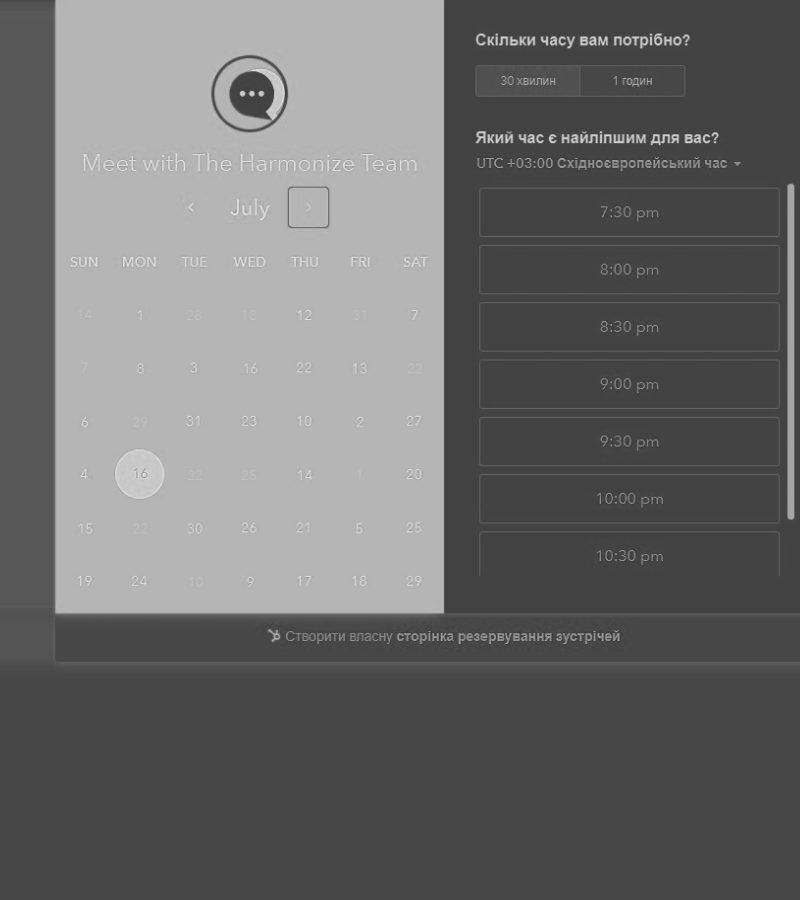 Meet with The Harmonize Team
July
SUN MON TUE WED THU FRI SAT
14 1 28 18 12 31 7
7 8 3 16 22 13 22
6 29 31 23 10 2 27
4 16 22 25 14 1 20
15 22 30 26 21 5 25
19 24 10 9 17 18 29
Скільки часу вам потрібно?
30 хвилин 1 годин
Який час є найліпшим для вас?
UTC +03:00 Східноєвропейський час
7:30 pm
8:00 pm
8:30 pm
9:00 pm
9:30 pm
10:00 pm
10:30 pm
Створити власну сторінка резервування зустрічей